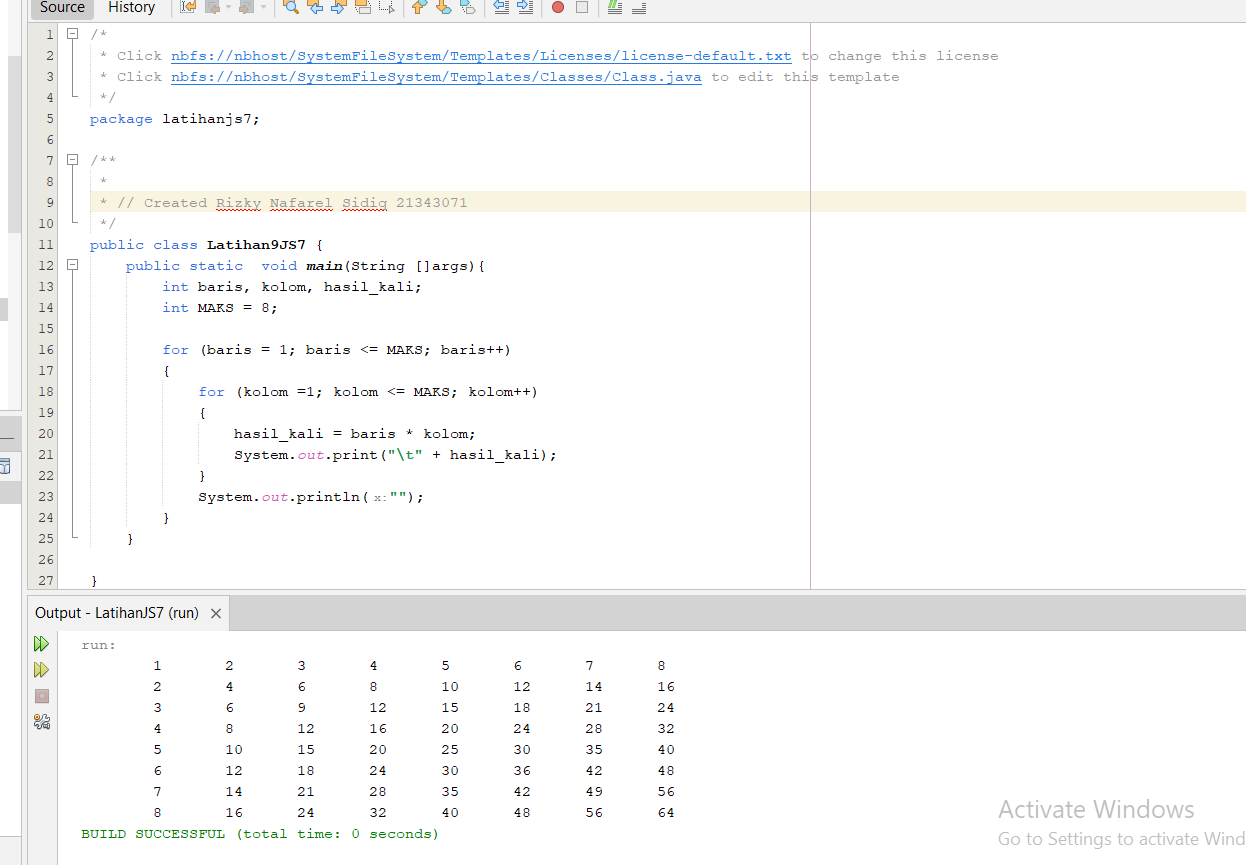 Source History
1 /*
2 * Click nbfs://nbhost/SystemFileSystem/Templates/Licenses/license-default.txt to change this license
3 * Click nbfs://nbhost/SystemFileSystem/Templates/Classes/Class.java to edit this template
4 */
5 package latihanjs7;
6
7 /**
8 *
9 * // Created Rizky Nafarel Sidiq 21343071
10 */
11 public class Latihan9JS7 {
12 public static  void main(String []args){
13 int baris, kolom, hasil_kali;
14 int MAKS = 8;
15
16 for (baris = 1; baris <= MAKS; baris++)
17 {
18 for (kolom =1; kolom <= MAKS; kolom++)
19 {
20 hasil_kali = baris * kolom;
21 System.out.print("\t" + hasil_kali);
22 }
23 System.out.println( x: "");
24 }
25 }
26
27 }
Output - LatihanJS7 (run)
run:
1 2 3 4 5 6 7 8
2 4 6 8 10 12 14 16
3 6 9 12 15 18 21 24
4 8 12 16 20 24 28 32
5 10 15 20 25 30 35 40
6 12 18 24 30 36 42 48
7 14 21 28 35 42 49 56
8 16 24 32 40 48 56 64
BUILD SUCCESSFUL (total time: 0 seconds)
Activate Windows
Go to Settings to activate Wind